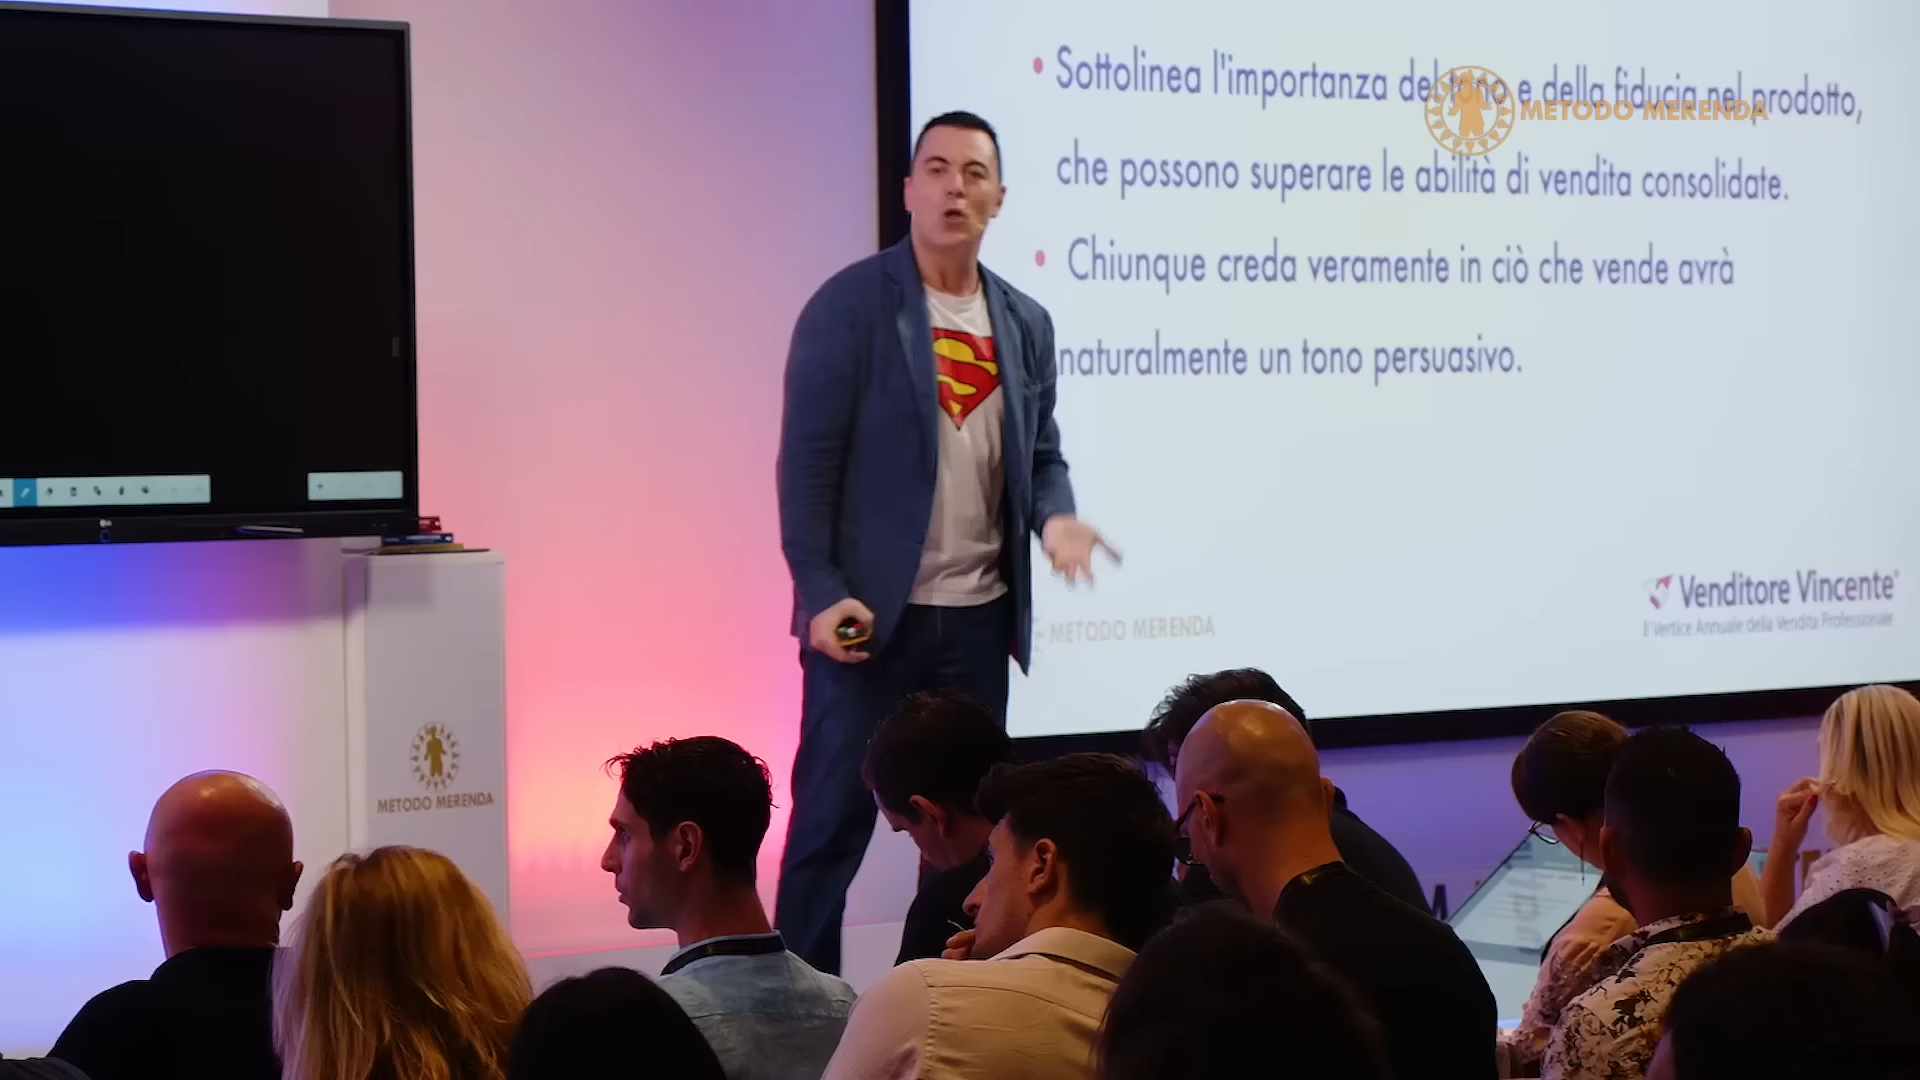 • Sottolinea l'importanza del tono e della fiducia nel prodotto,
che possono superare le abilità di vendita consolidate.
• Chiunque creda veramente in ciò che vende avrà
naturalmente un tono persuasivo.
METODO MERENDA
METODO MERENDA
Venditore Vincente
Il Vertice Annuale della Vendita Professionale
METODO MERENDA
LG